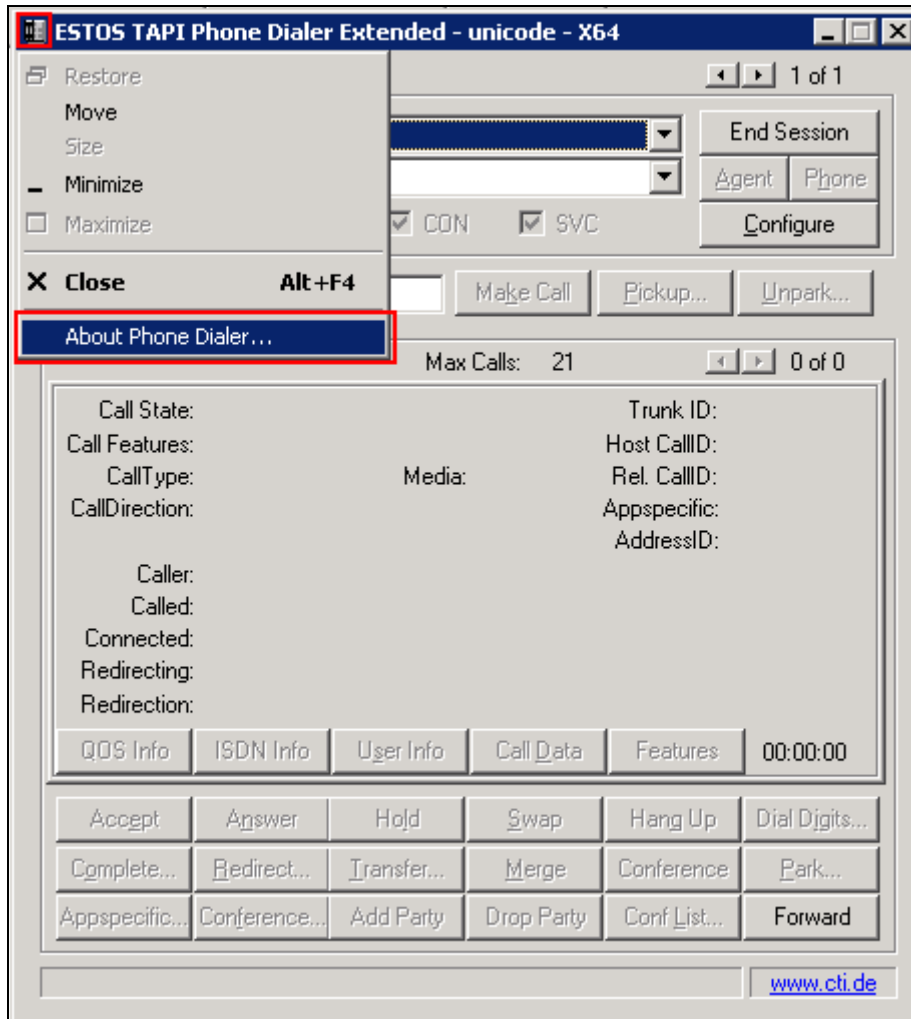 ESTOS TAPI Phone Dialer Extended - unicode - X64
Restore
Move
Size
Minimize
Maximize
Close Alt+F4
About Phone Dialer...
1 of 1
End Session
Agent Phone
CON SVC Configure
Make Call Pickup... Unpark...
Max Calls: 21 0 of 0
Call State: Trunk ID:
Call Features: Host CallID:
CallType: Media: Rel. CallID:
CallDirection: Appspecific:
AddressID:
Caller:
Called:
Connected:
Redirecting:
Redirection:
QOS Info ISDN Info User Info Call Data Features 00:00:00
Accept Answer Hold Swap Hang Up Dial Digits...
Complete... Redirect... Transfer... Merge Conference Park...
Appspecific... Conference... Add Party Drop Party Conf List... Forward
www.cti.de